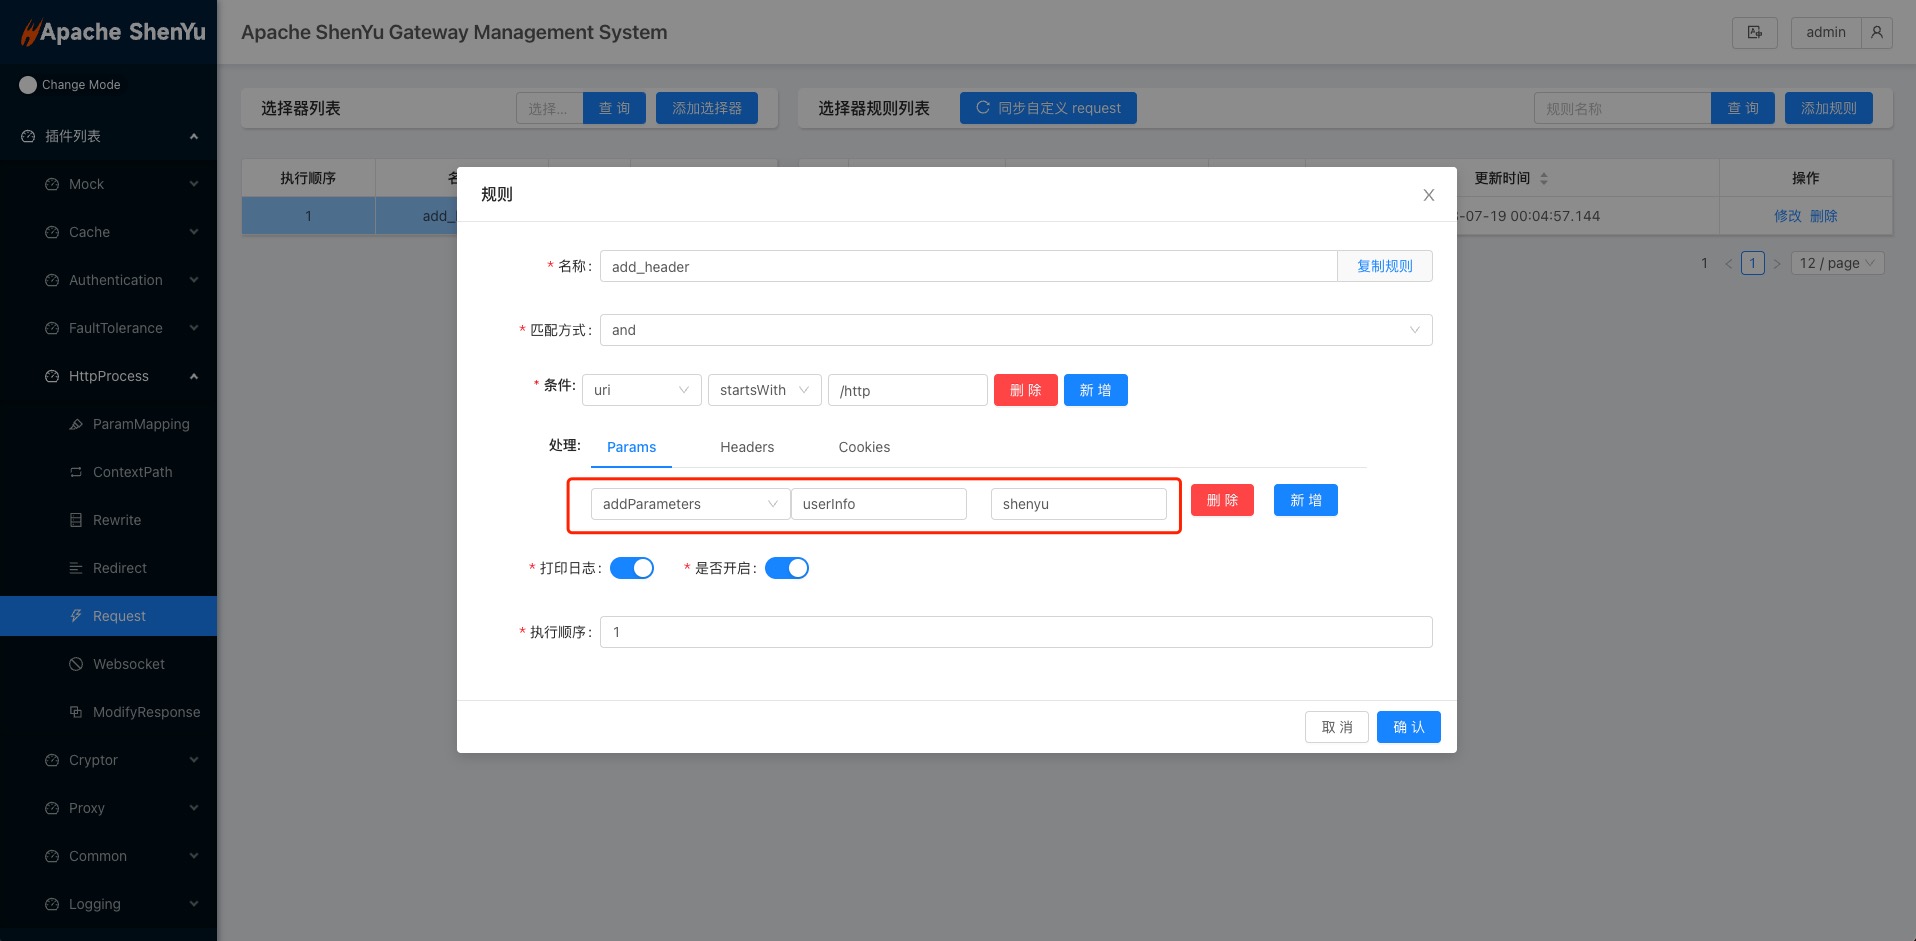 Apache ShenYu
Apache ShenYu Gateway Management System
admin
Change Mode
插件列表
Mock
Cache
Authentication
FaultTolerance
HttpProcess
ParamMapping
ContextPath
Rewrite
Redirect
Request
Websocket
ModifyResponse
Cryptor
Proxy
Common
Logging
选择器列表
选择...
查 询
添加选择器
选择器规则列表
同步自定义 request
规则名称
查 询
添加规则
执行顺序
更新时间
操作
1
add_
-07-19 00:04:57.144
修改 删除
1 < 1 > 12 / page
规则
* 名称: add_header 复制规则
* 匹配方式: and
* 条件: uri startsWith /http 删 除 新 增
处理: Params Headers Cookies
addParameters userInfo shenyu 删 除 新 增
* 打印日志: * 是否开启:
* 执行顺序: 1
取 消 确 认